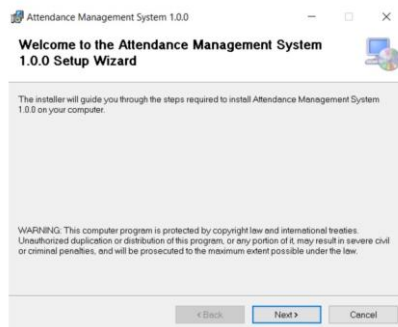 Attendance Management System 1.0.0
Welcome to the Attendance Management System
1.0.0 Setup Wizard
The installer will guide you through the steps required to install Attendance Management System
1.0.0 on your computer.
WARNING: This computer program is protected by copyright law and international treaties.
Unauthorized duplication or distribution of this program, or any portion of it, may result in severe civil
or criminal penalties, and will be prosecuted to the maximum extent possible under the law.
< Back Next > Cancel